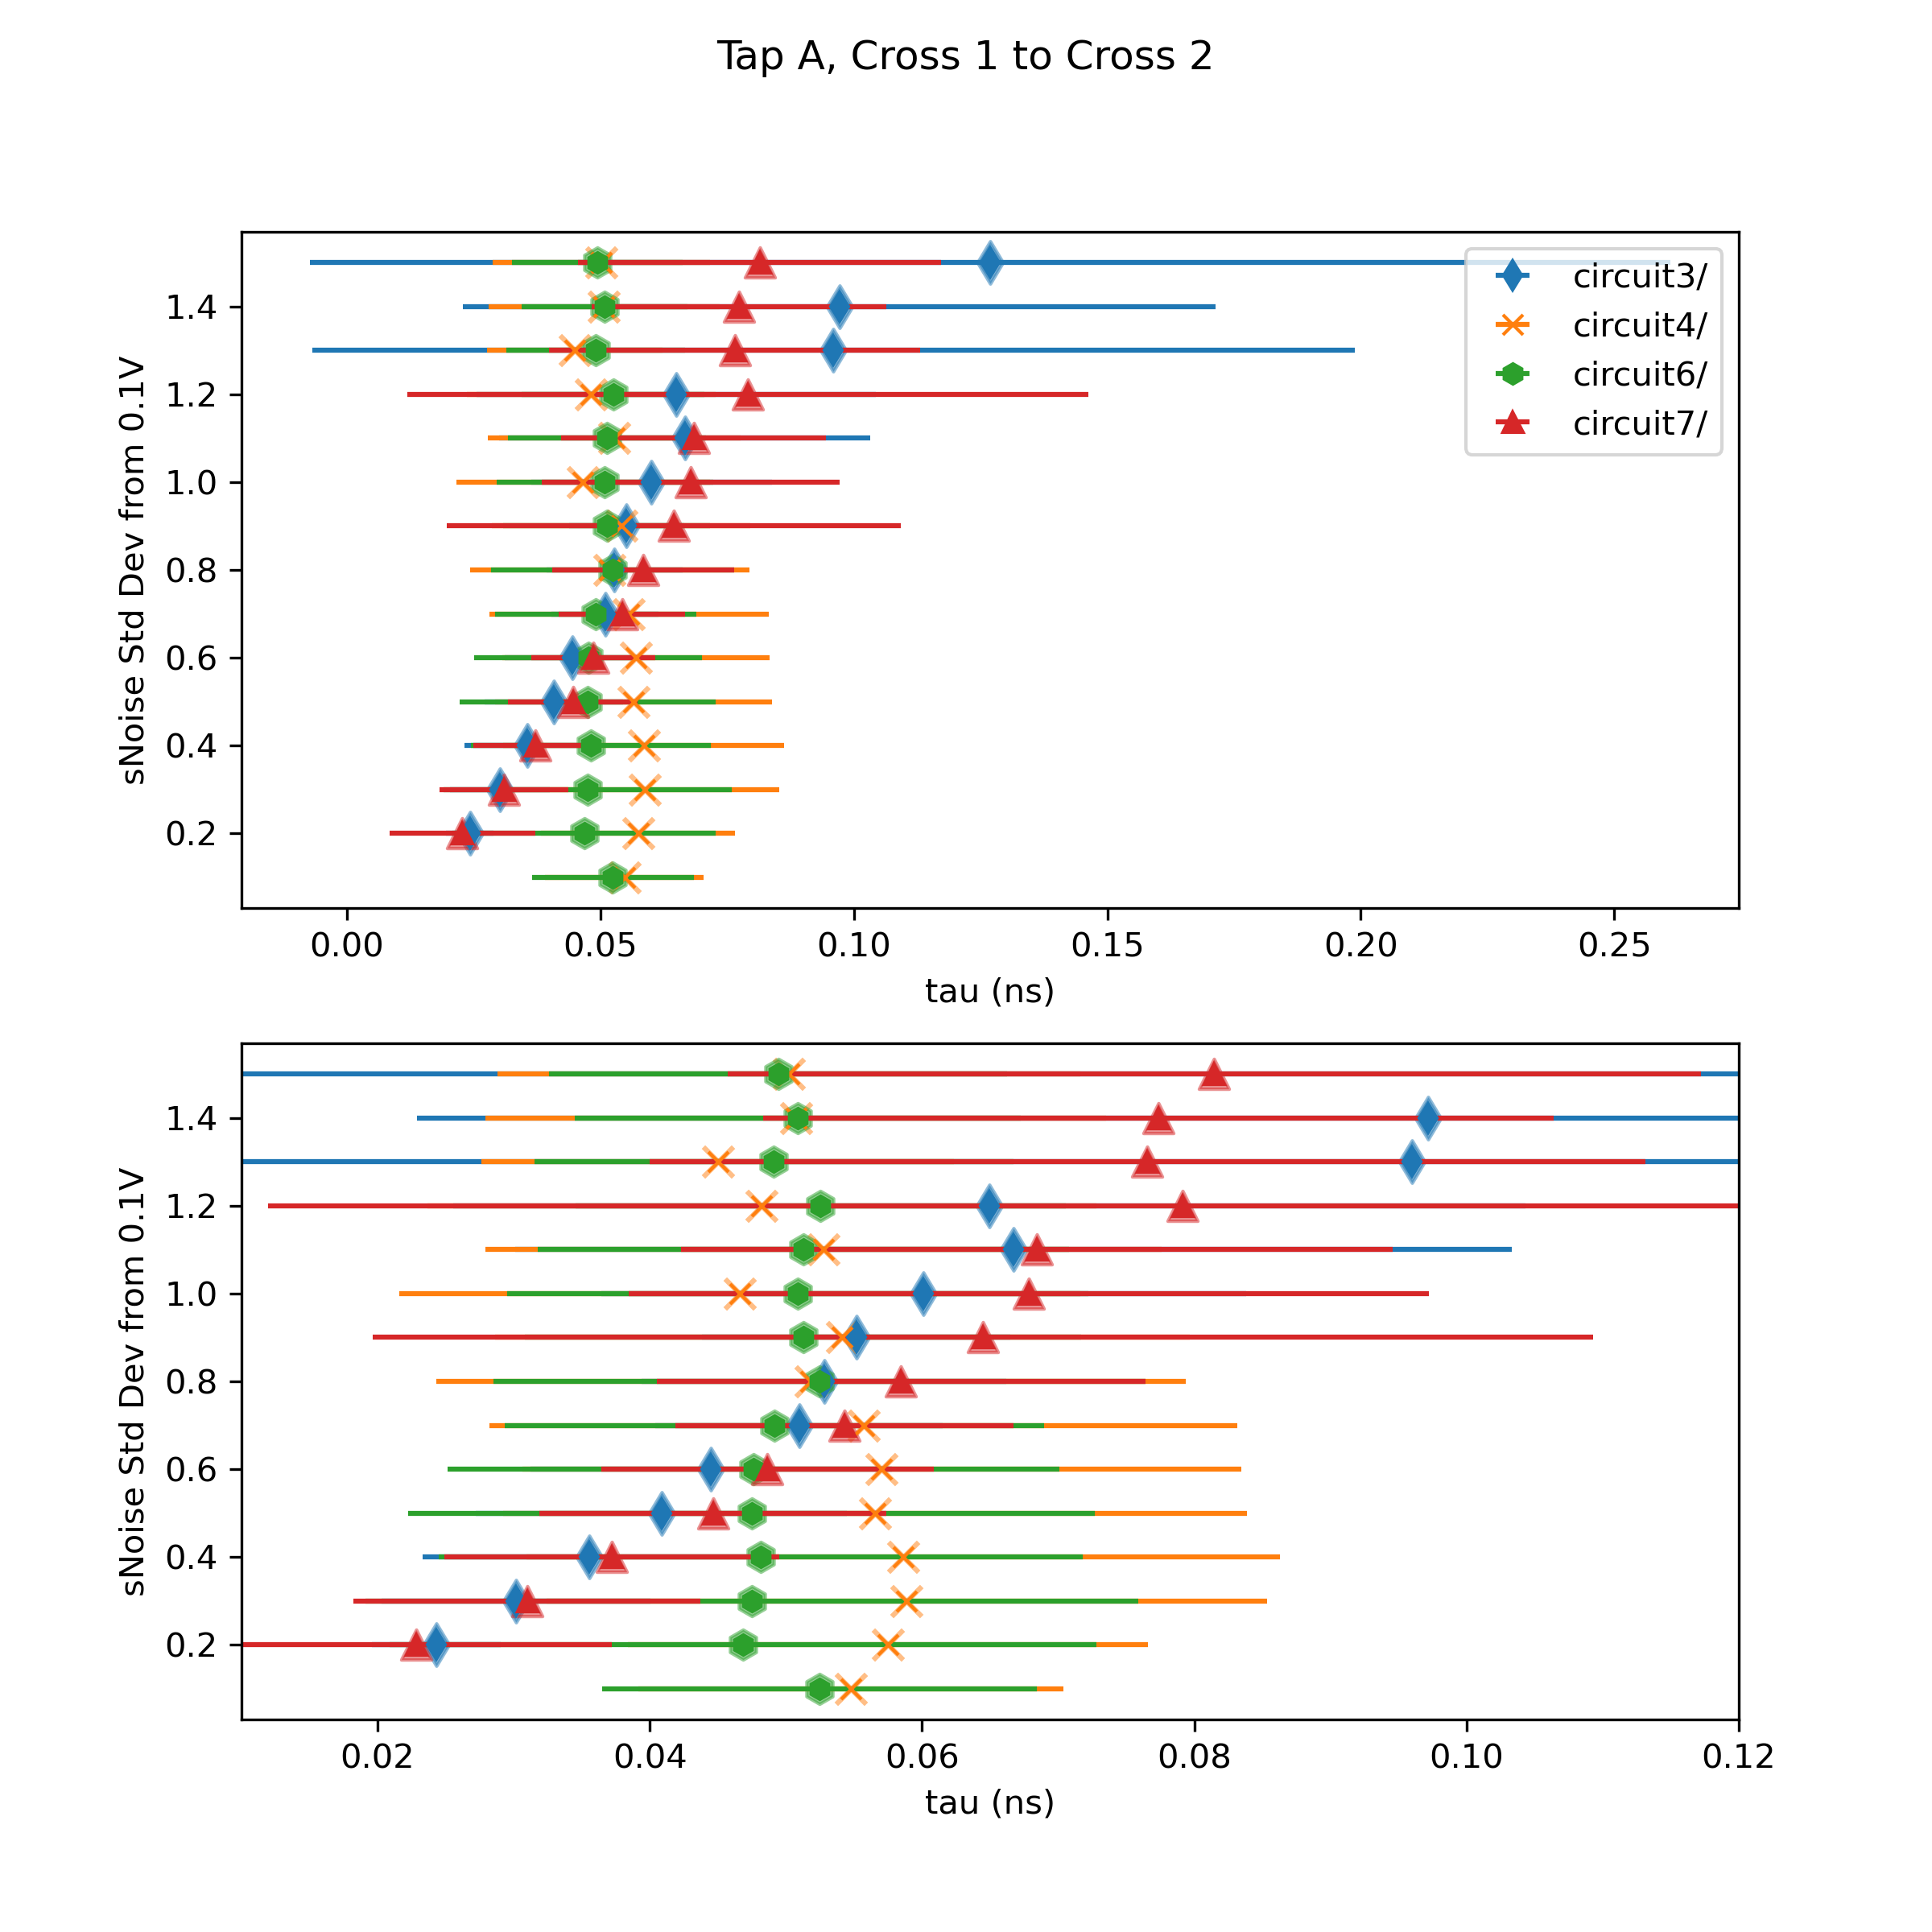 Tap A, Cross 1 to Cross 2
sNoise Std Dev from 0.1V
1.4
1.2
1.0
0.8
0.6
0.4
0.2
circuit3/
circuit4/
circuit6/
circuit7/
0.00 0.05 0.10 0.15 0.20 0.25
tau (ns)
sNoise Std Dev from 0.1V
1.4
1.2
1.0
0.8
0.6
0.4
0.2
0.02 0.04 0.06 0.08 0.10 0.12
tau (ns)